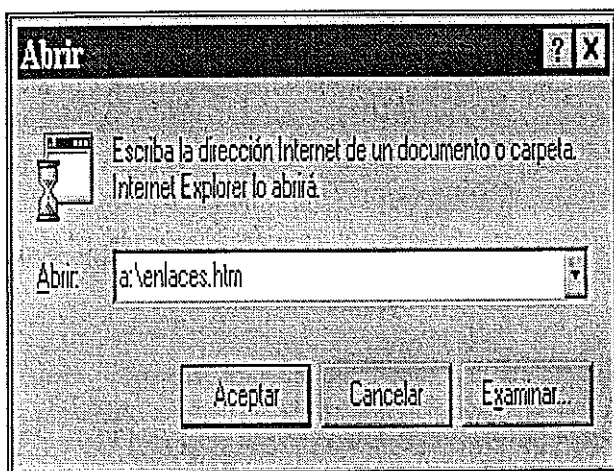 Abrir
Escriba la dirección Internet de un documento o carpeta.
Internet Explorer lo abrirá.
Abrir: a:\enlaces.htm
Aceptar Cancelar Examinar...